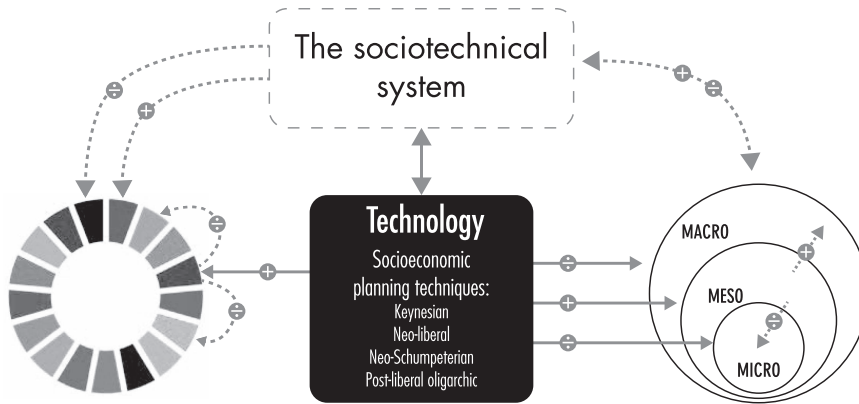 The sociotechnical
system
÷
+
+
÷
Technology
Socioeconomic
planning techniques:
Keynesian
Neo-liberal
Neo-Schumpeterian
Post-liberal oligarchic
÷
+
÷
÷
+
÷
MACRO
MESO
MICRO
+
÷